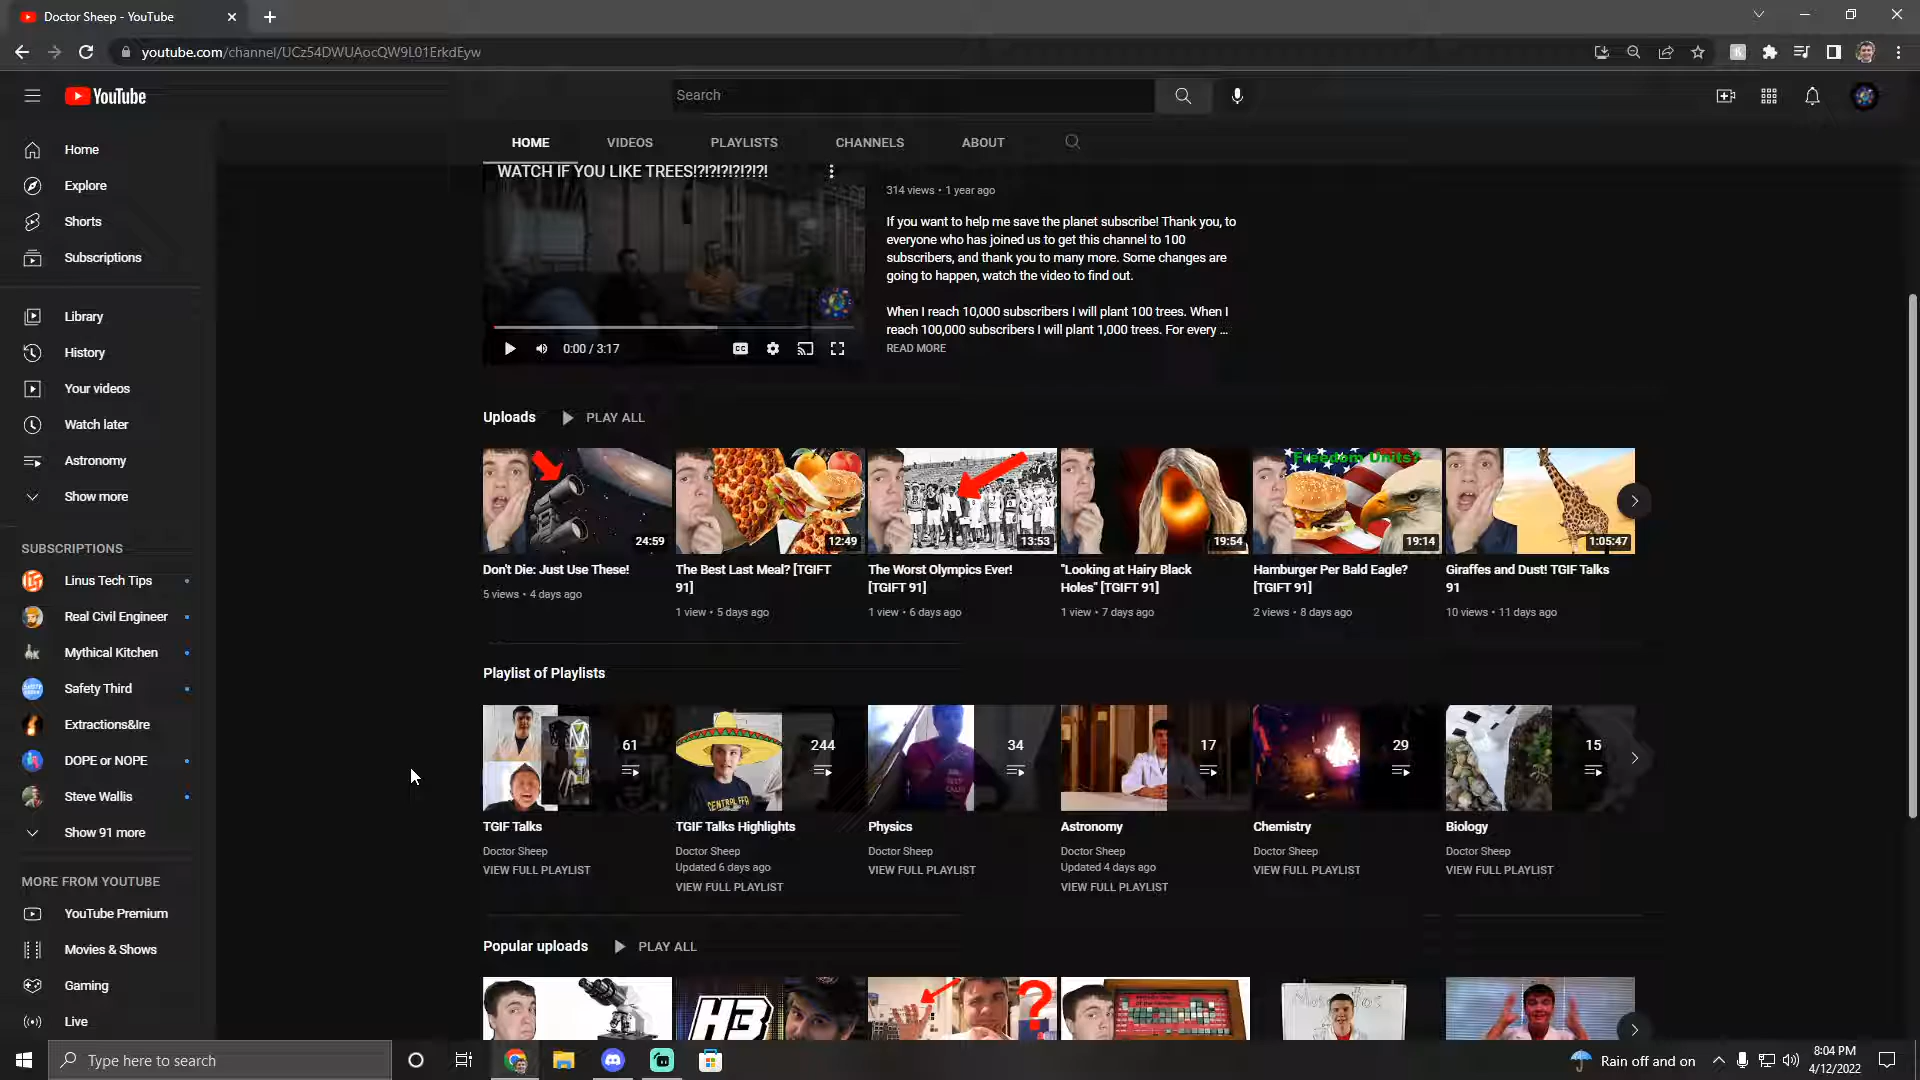 Doctor Sheep - YouTube
youtube.com/channel/UCz54DWUAocQW9L01ErkdEyw
YouTube
Search
HOME VIDEOS PLAYLISTS CHANNELS ABOUT
Home
Explore
Shorts
Subscriptions
Library
History
Your videos
Watch later
Astronomy
Show more
SUBSCRIPTIONS
Linus Tech Tips
Real Civil Engineer
Mythical Kitchen
Safety Third
Extractions&Ire
DOPE or NOPE
Steve Wallis
Show 91 more
MORE FROM YOUTUBE
YouTube Premium
Movies & Shows
Gaming
Live
WATCH IF YOU LIKE TREES!?!?!?!?!?!?!
CC
0:00 / 3:17
314 views • 1 year ago
If you want to help me save the planet subscribe! Thank you, to
everyone who has joined us to get this channel to 100
subscribers, and thank you to many more. Some changes are
going to happen, watch the video to find out.
When I reach 10,000 subscribers I will plant 100 trees. When I
reach 100,000 subscribers I will plant 1,000 trees. For every ...
READ MORE
Uploads PLAY ALL
24:59
Don't Die: Just Use These!
5 views • 4 days ago
12:49
The Best Last Meal? [TGIFT
91]
1 view • 5 days ago
13:53
The Worst Olympics Ever!
[TGIFT 91]
1 view • 6 days ago
19:54
"Looking at Hairy Black
Holes" [TGIFT 91]
1 view • 7 days ago
Freedom Units?
19:14
Hamburger Per Bald Eagle?
[TGIFT 91]
2 views • 8 days ago
1:05:47
Giraffes and Dust! TGIF Talks
91
10 views • 11 days ago
Playlist of Playlists
61
TGIF Talks
Doctor Sheep
VIEW FULL PLAYLIST
CENTRAL FFA
244
TGIF Talks Highlights
Doctor Sheep
Updated 6 days ago
VIEW FULL PLAYLIST
34
Physics
Doctor Sheep
VIEW FULL PLAYLIST
17
Astronomy
Doctor Sheep
Updated 4 days ago
VIEW FULL PLAYLIST
29
Chemistry
Doctor Sheep
VIEW FULL PLAYLIST
15
Biology
Doctor Sheep
VIEW FULL PLAYLIST
Popular uploads PLAY ALL
H3
?
Type here to search
Rain off and on
8:04 PM
4/12/2022